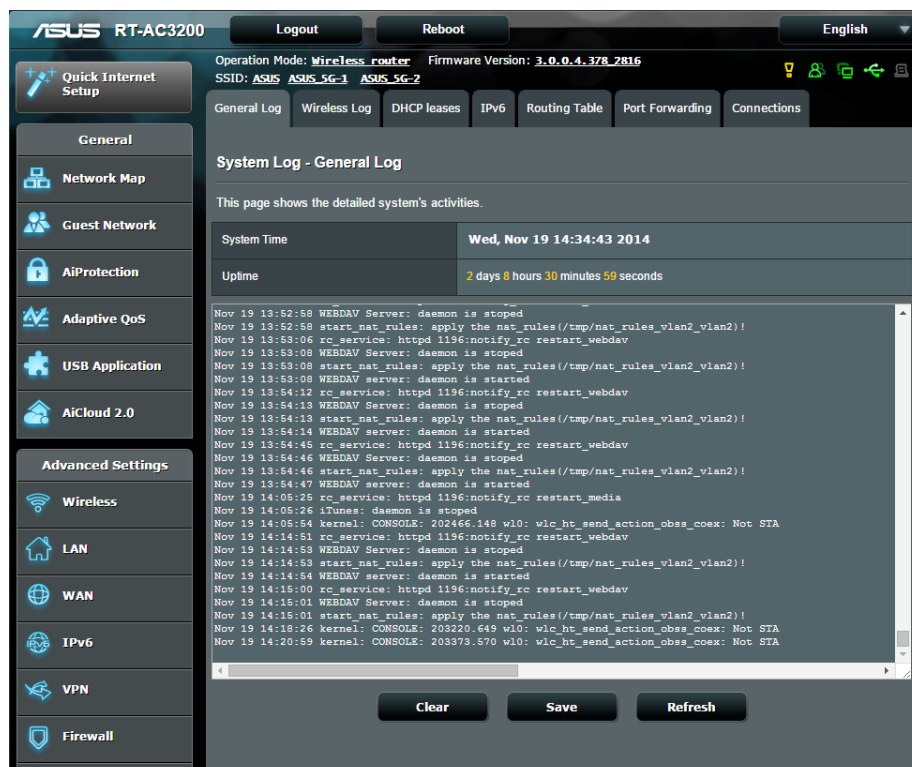 ASUS RT-AC3200
Logout
Reboot
English
Operation Mode: Wireless router Firmware Version: 3.0.0.4.378_2816
SSID: ASUS ASUS_5G-1 ASUS_5G-2
Quick Internet
Setup
General
Network Map
Guest Network
AiProtection
Adaptive QoS
USB Application
AiCloud 2.0
Advanced Settings
Wireless
LAN
WAN
IPv6
VPN
Firewall
General Log
Wireless Log
DHCP leases
IPv6
Routing Table
Port Forwarding
Connections
System Log - General Log
This page shows the detailed system's activities.
System Time
Wed, Nov 19 14:34:43 2014
Uptime
2 days 8 hours 30 minutes 59 seconds
Nov 19 13:52:58 WEBDAV Server: daemon is stoped
Nov 19 13:52:58 start_nat_rules: apply the nat_rules(/tmp/nat_rules_vlan2_vlan2)!
Nov 19 13:53:06 rc_service: httpd 1196:notify_rc restart_webdav
Nov 19 13:53:08 WEBDAV Server: daemon is stoped
Nov 19 13:53:08 start_nat_rules: apply the nat_rules(/tmp/nat_rules_vlan2_vlan2)!
Nov 19 13:53:08 WEBDAV server: daemon is started
Nov 19 13:54:12 rc_service: httpd 1196:notify_rc restart_webdav
Nov 19 13:54:13 WEBDAV Server: daemon is stoped
Nov 19 13:54:13 start_nat_rules: apply the nat_rules(/tmp/nat_rules_vlan2_vlan2)!
Nov 19 13:54:14 WEBDAV server: daemon is started
Nov 19 13:54:45 rc_service: httpd 1196:notify_rc restart_webdav
Nov 19 13:54:46 WEBDAV Server: daemon is stoped
Nov 19 13:54:46 start_nat_rules: apply the nat_rules(/tmp/nat_rules_vlan2_vlan2)!
Nov 19 13:54:47 WEBDAV server: daemon is started
Nov 19 14:05:25 rc_service: httpd 1196:notify_rc restart_media
Nov 19 14:05:26 iTunes: daemon is stoped
Nov 19 14:05:54 kernel: CONSOLE: 202466.148 wl0: wlc_ht_send_action_obss_coex: Not STA
Nov 19 14:14:51 rc_service: httpd 1196:notify_rc restart_webdav
Nov 19 14:14:53 WEBDAV Server: daemon is stoped
Nov 19 14:14:53 start_nat_rules: apply the nat_rules(/tmp/nat_rules_vlan2_vlan2)!
Nov 19 14:14:54 WEBDAV server: daemon is started
Nov 19 14:15:00 rc_service: httpd 1196:notify_rc restart_webdav
Nov 19 14:15:01 WEBDAV Server: daemon is stoped
Nov 19 14:15:01 start_nat_rules: apply the nat_rules(/tmp/nat_rules_vlan2_vlan2)!
Nov 19 14:18:26 kernel: CONSOLE: 203220.649 wl0: wlc_ht_send_action_obss_coex: Not STA
Nov 19 14:20:59 kernel: CONSOLE: 203373.570 wl0: wlc_ht_send_action_obss_coex: Not STA
Clear
Save
Refresh